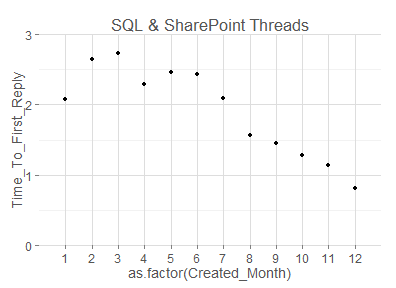 SQL & SharePoint Threads
3
2
1
0
Time_To_First_Reply
1 2 3 4 5 6 7 8 9 10 11 12
as.factor(Created_Month)